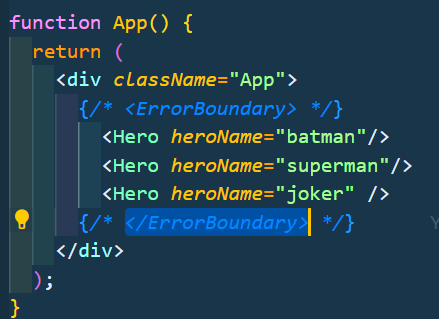 function App() {
  return (
    <div className="App">
      {/* <ErrorBoundary> */}
        <Hero heroName="batman"/>
        <Hero heroName="superman"/>
        <Hero heroName="joker" />
      {/* </ErrorBoundary> */}
    </div>
  );
}